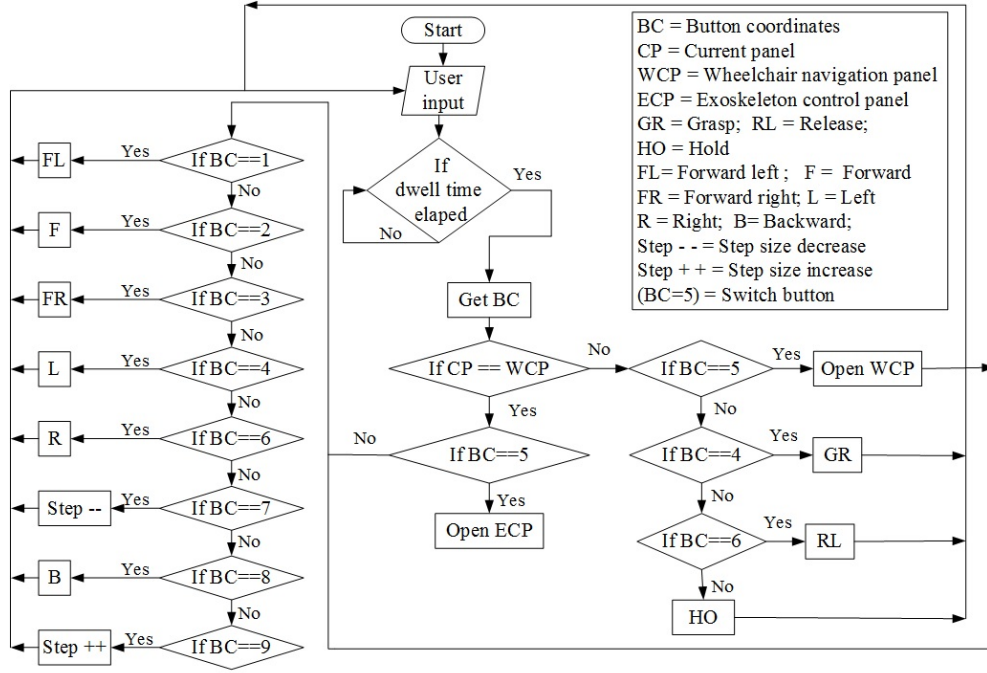 Start
User
input
If
dwell time
elaped
Yes
No
Get BC
If CP == WCP
No
Yes
If BC==5
No
Yes
Open ECP
If BC==5
Yes
Open WCP
No
If BC==4
Yes
GR
No
If BC==6
Yes
RL
No
HO
If BC==1
Yes
FL
No
If BC==2
Yes
F
No
If BC==3
Yes
FR
No
If BC==4
Yes
L
No
If BC==6
Yes
R
No
If BC==7
Yes
Step --
No
If BC==8
Yes
B
No
If BC==9
Yes
Step ++
BC = Button coordinates
CP = Current panel
WCP = Wheelchair navigation panel
ECP = Exoskeleton control panel
GR = Grasp; RL = Release;
HO = Hold
FL= Forward left ; F = Forward
FR = Forward right; L = Left
R = Right; B= Backward;
Step - - = Step size decrease
Step + + = Step size increase
(BC=5) = Switch button